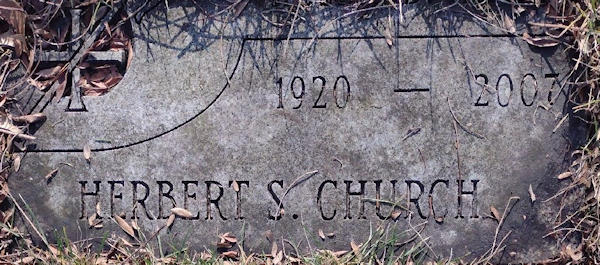 1920 — 2007
HERBERT S. CHURCH